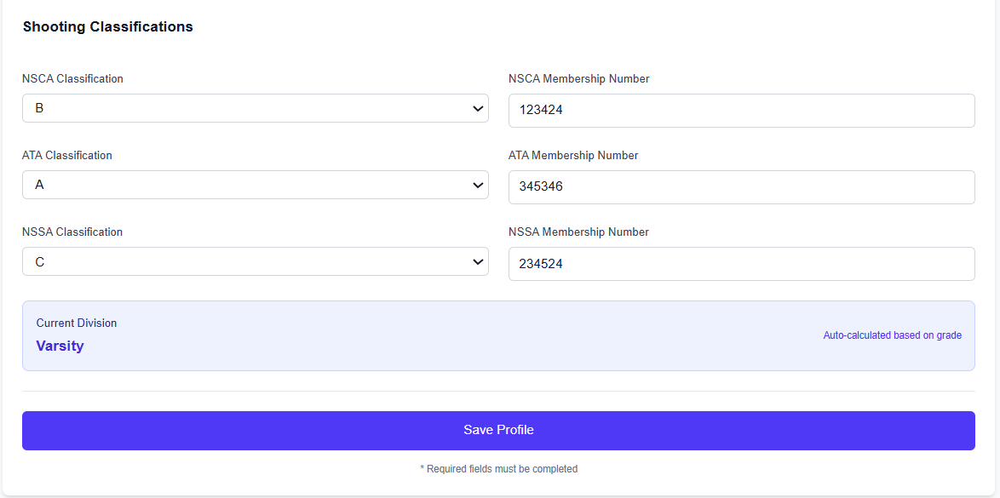 Shooting Classifications
NSCA Classification
NSCA Membership Number
B
123424
ATA Classification
ATA Membership Number
A
345346
NSSA Classification
NSSA Membership Number
C
234524
Current Division
Varsity
Auto-calculated based on grade
Save Profile
* Required fields must be completed